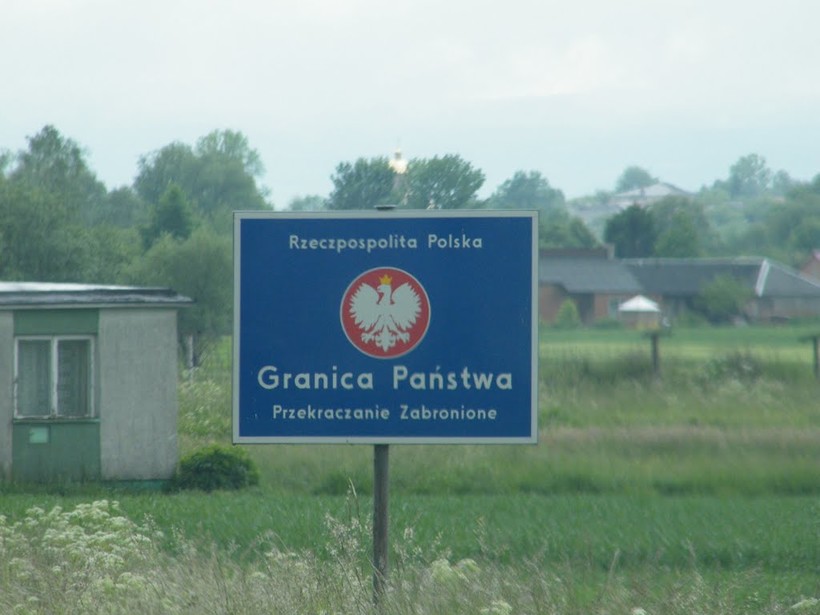 Rzeczpospolita Polska
Granica Państwa
Przekraczanie Zabronione